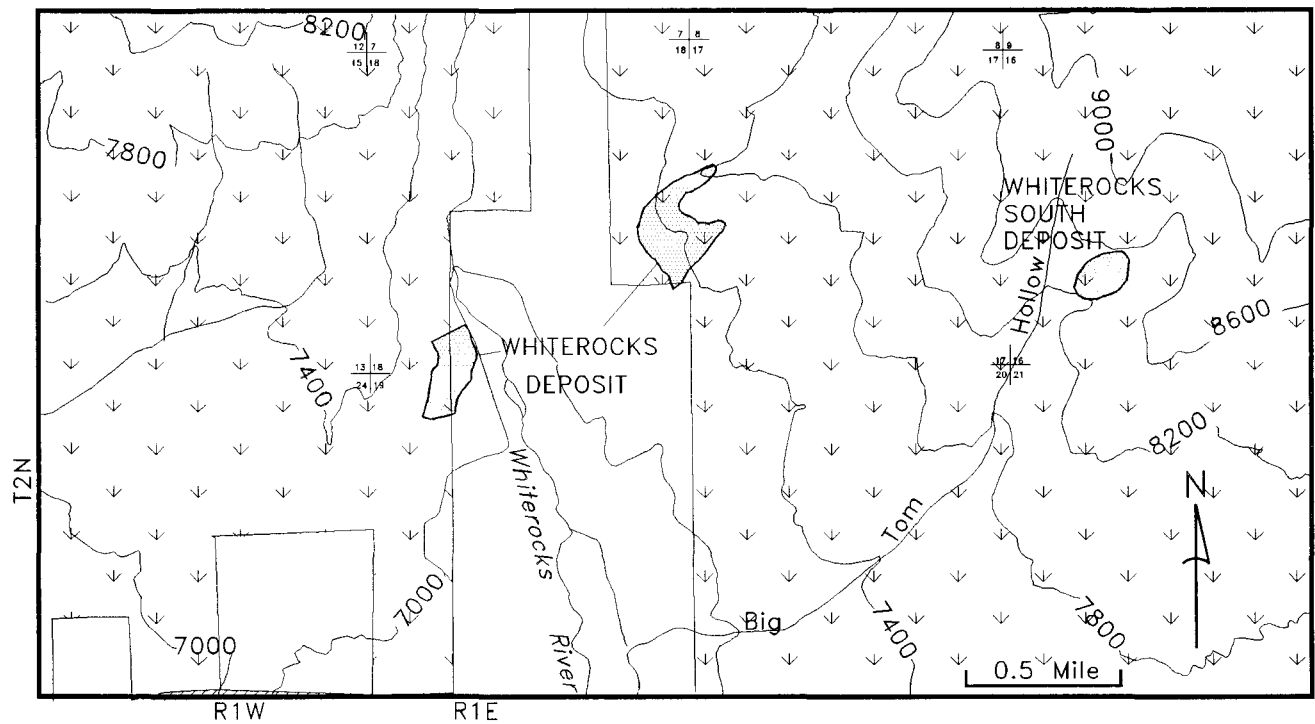 8200
12 7
15 18
7 8
18 17
8 9
17 16
9000
7800
WHITEROCKS
SOUTH
DEPOSIT
Hollow
8600
WHITEROCKS
DEPOSIT
7400
13 18
24 19
17 16
20 21
8200
T2N
Whiterocks
River
Tom
Big
N
7000
7000
7400
7800
0.5 Mile
R1W
R1E